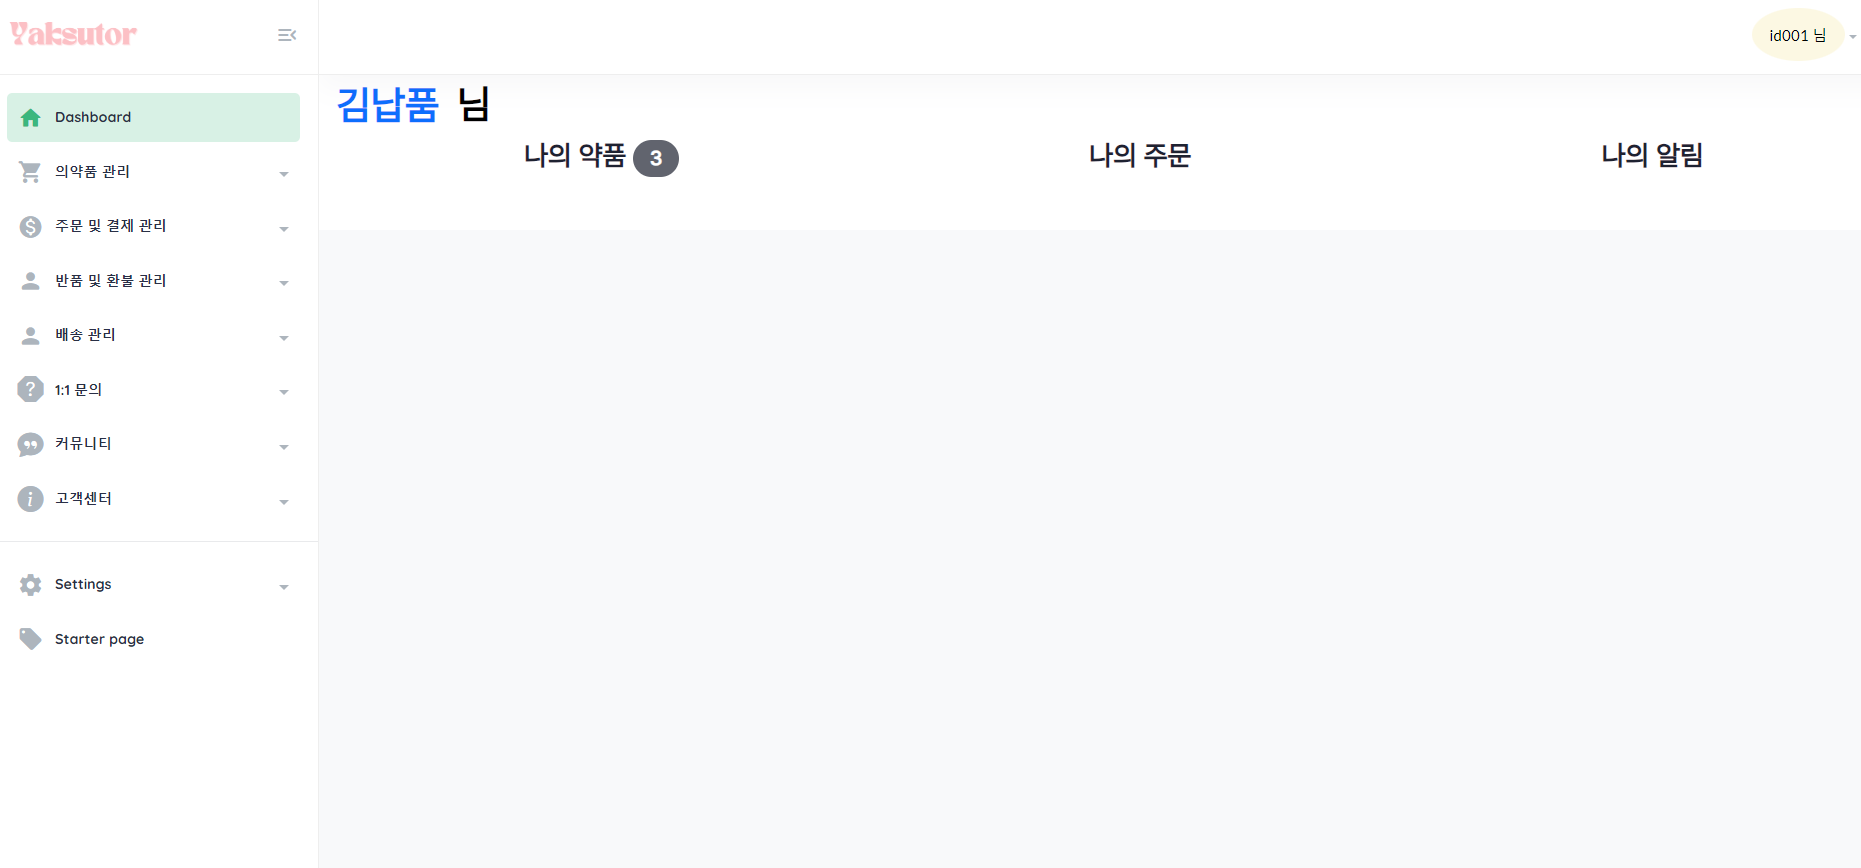 Yaksutor
id001 님
Dashboard
의약품 관리
주문 및 결제 관리
반품 및 환불 관리
배송 관리
1:1 문의
커뮤니티
고객센터
Settings
Starter page
김납품 님
나의 약품 3
나의 주문
나의 알림